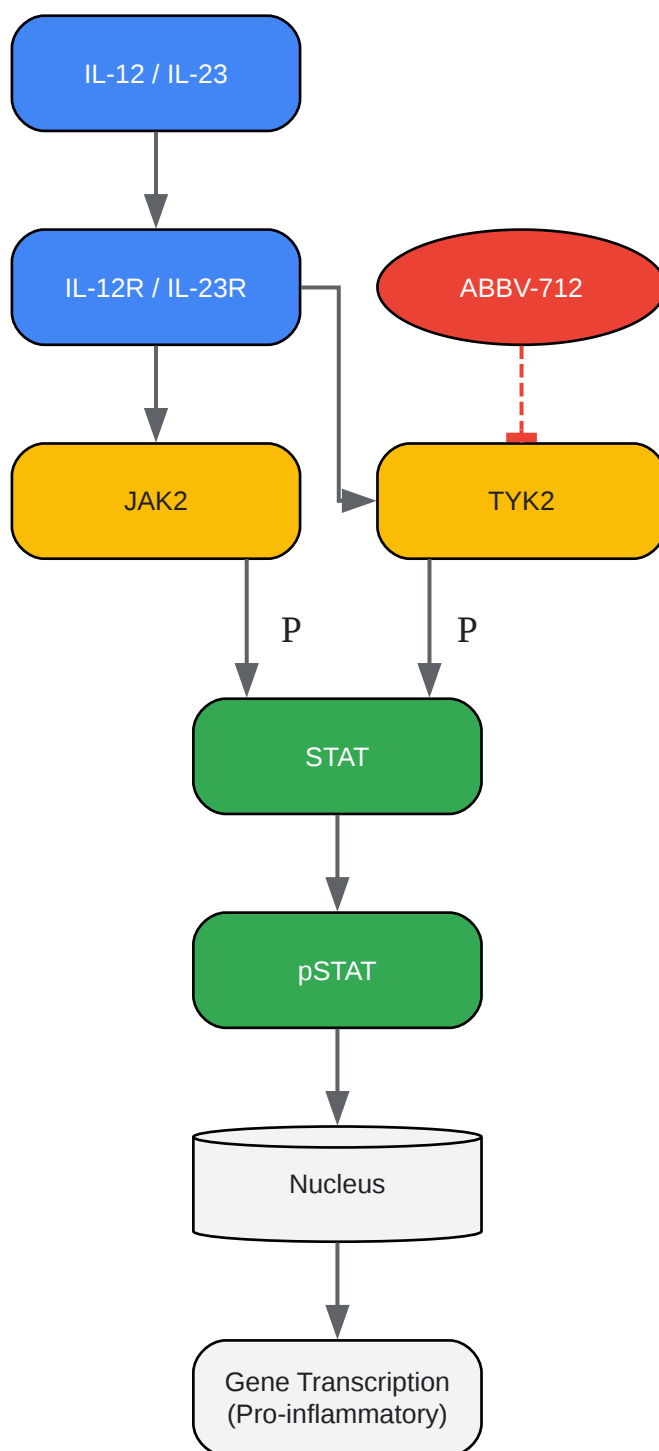 IL-12 / IL-23
IL-12R / IL-23R
ABBV-712
JAK2
TYK2
P
P
STAT
pSTAT
Nucleus
Gene Transcription
(Pro-inflammatory)